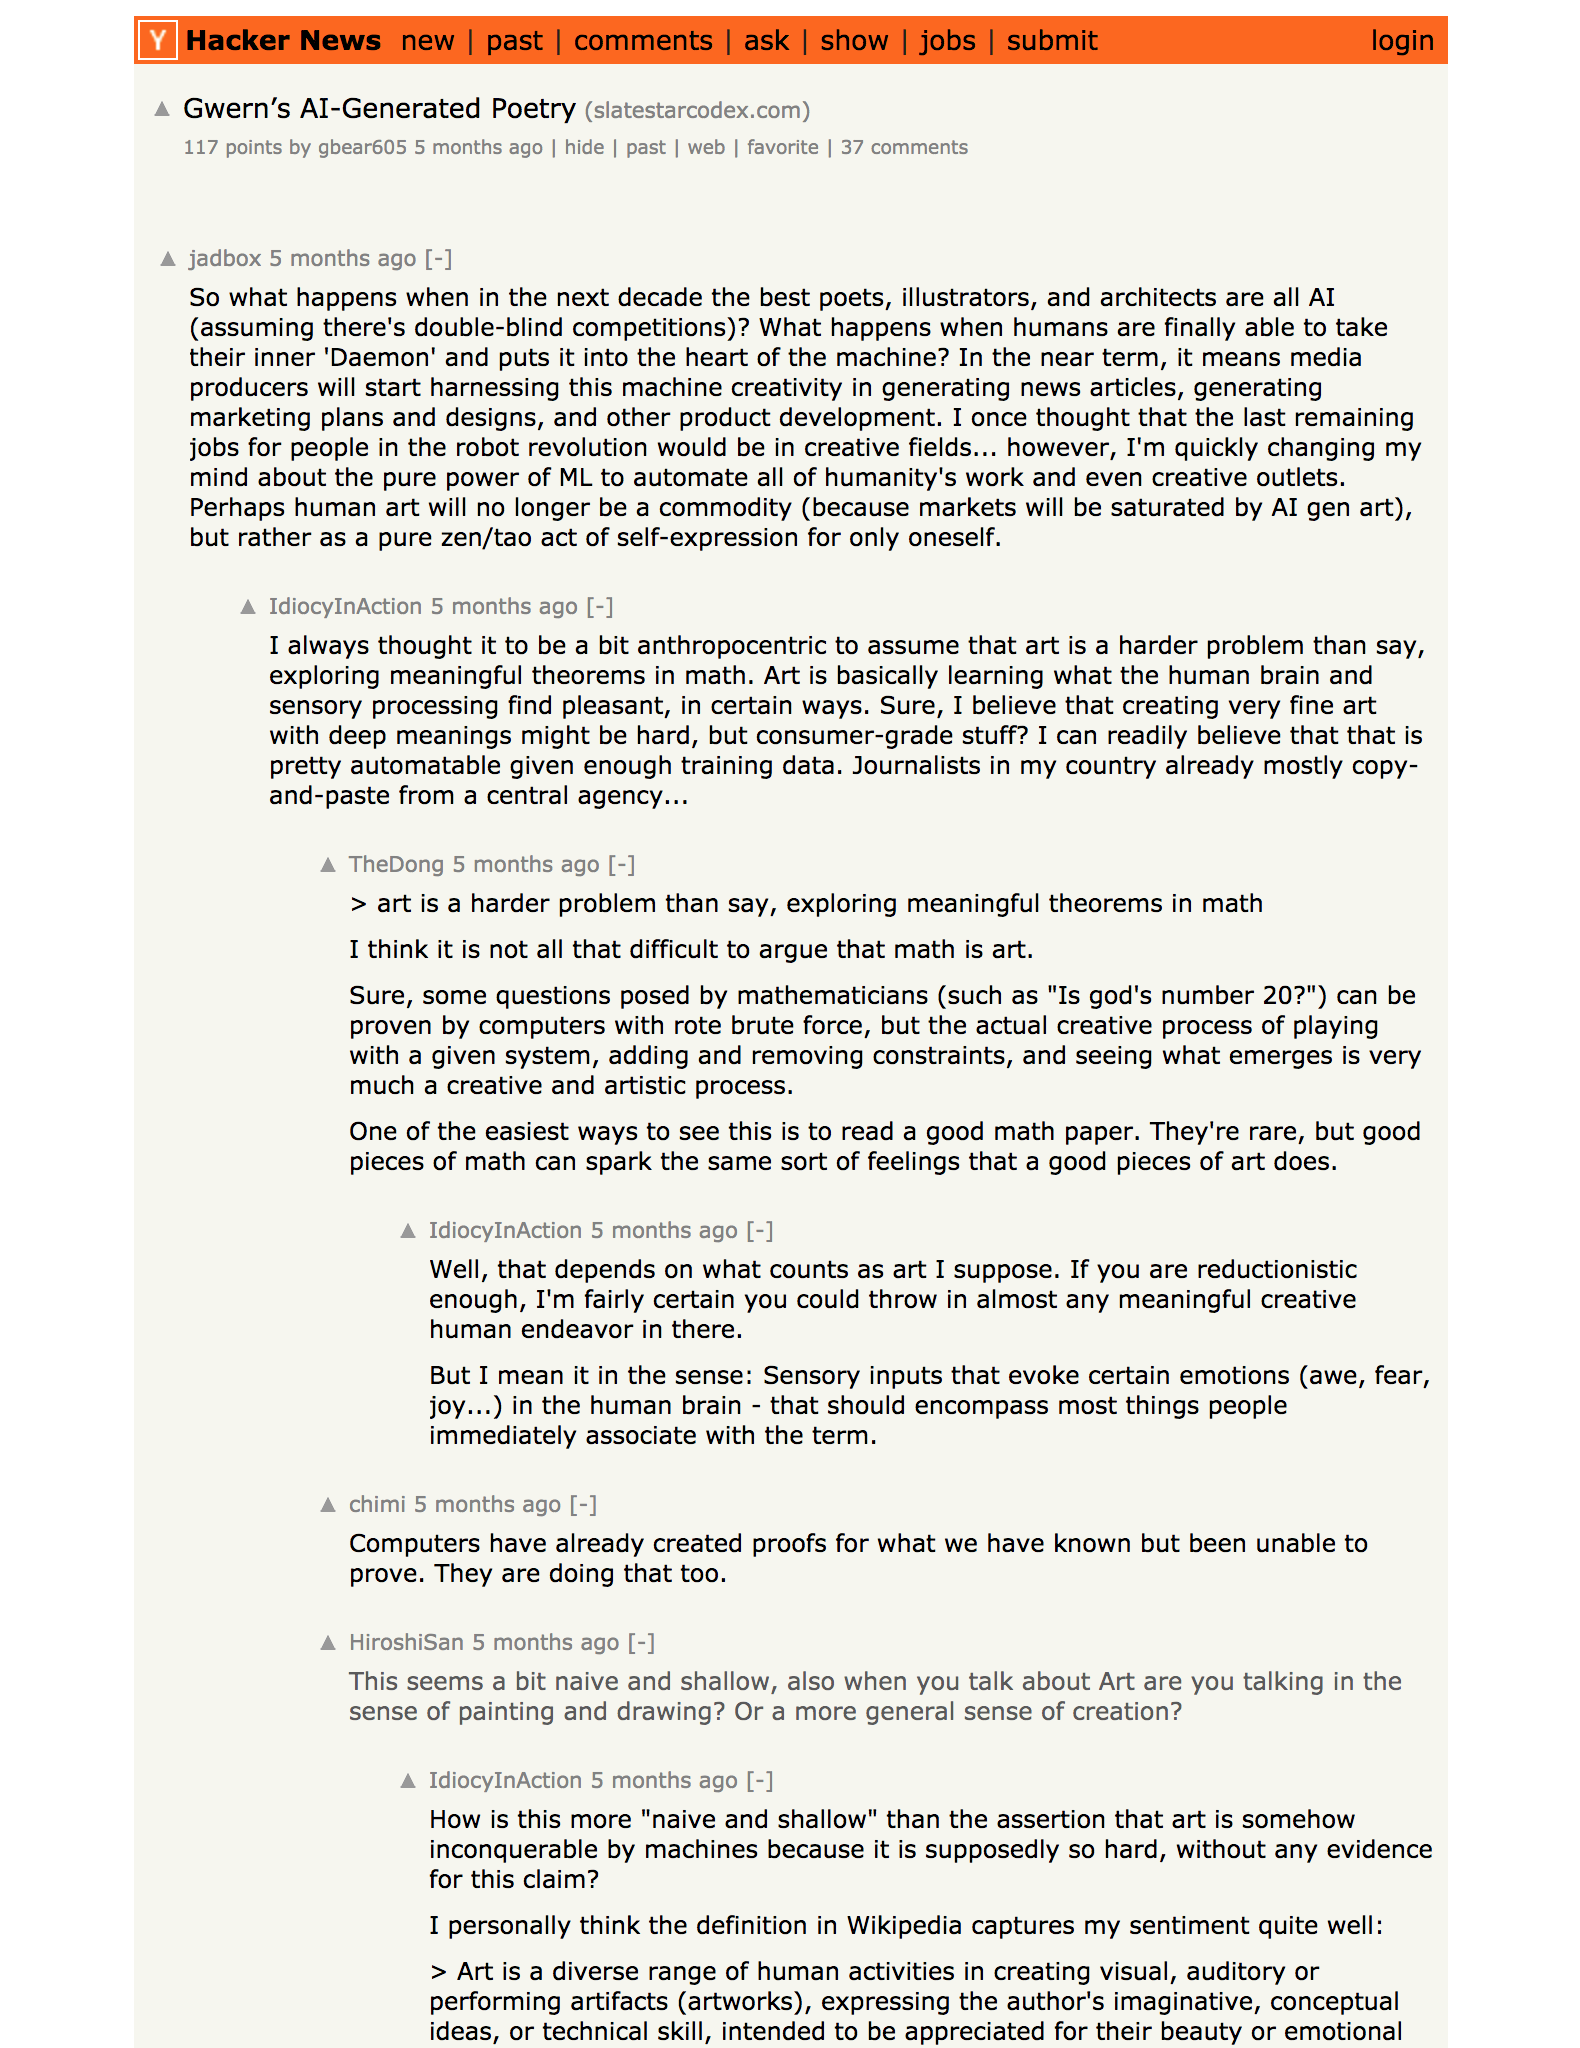 Y Hacker News new | past | comments | ask | show | jobs | submit login
▲ Gwern’s AI-Generated Poetry (slatestarcodex.com)
117 points by gbear605 5 months ago | hide | past | web | favorite | 37 comments
▲ jadbox 5 months ago [-]
So what happens when in the next decade the best poets, illustrators, and architects are all AI
(assuming there's double-blind competitions)? What happens when humans are finally able to take
their inner 'Daemon' and puts it into the heart of the machine? In the near term, it means media
producers will start harnessing this machine creativity in generating news articles, generating
marketing plans and designs, and other product development. I once thought that the last remaining
jobs for people in the robot revolution would be in creative fields... however, I'm quickly changing my
mind about the pure power of ML to automate all of humanity's work and even creative outlets.
Perhaps human art will no longer be a commodity (because markets will be saturated by AI gen art),
but rather as a pure zen/tao act of self-expression for only oneself.
▲ IdiocyInAction 5 months ago [-]
I always thought it to be a bit anthropocentric to assume that art is a harder problem than say,
exploring meaningful theorems in math. Art is basically learning what the human brain and
sensory processing find pleasant, in certain ways. Sure, I believe that creating very fine art
with deep meanings might be hard, but consumer-grade stuff? I can readily believe that that is
pretty automatable given enough training data. Journalists in my country already mostly copy-
and-paste from a central agency...
▲ TheDong 5 months ago [-]
> art is a harder problem than say, exploring meaningful theorems in math
I think it is not all that difficult to argue that math is art.
Sure, some questions posed by mathematicians (such as "Is god's number 20?") can be
proven by computers with rote brute force, but the actual creative process of playing
with a given system, adding and removing constraints, and seeing what emerges is very
much a creative and artistic process.
One of the easiest ways to see this is to read a good math paper. They're rare, but good
pieces of math can spark the same sort of feelings that a good pieces of art does.
▲ IdiocyInAction 5 months ago [-]
Well, that depends on what counts as art I suppose. If you are reductionistic
enough, I'm fairly certain you could throw in almost any meaningful creative
human endeavor in there.
But I mean it in the sense: Sensory inputs that evoke certain emotions (awe, fear,
joy...) in the human brain - that should encompass most things people
immediately associate with the term.
▲ chimi 5 months ago [-]
Computers have already created proofs for what we have known but been unable to
prove. They are doing that too.
▲ HiroshiSan 5 months ago [-]
This seems a bit naive and shallow, also when you talk about Art are you talking in the
sense of painting and drawing? Or a more general sense of creation?
▲ IdiocyInAction 5 months ago [-]
How is this more "naive and shallow" than the assertion that art is somehow
inconquerable by machines because it is supposedly so hard, without any evidence
for this claim?
I personally think the definition in Wikipedia captures my sentiment quite well:
> Art is a diverse range of human activities in creating visual, auditory or
performing artifacts (artworks), expressing the author's imaginative, conceptual
ideas, or technical skill, intended to be appreciated for their beauty or emotional